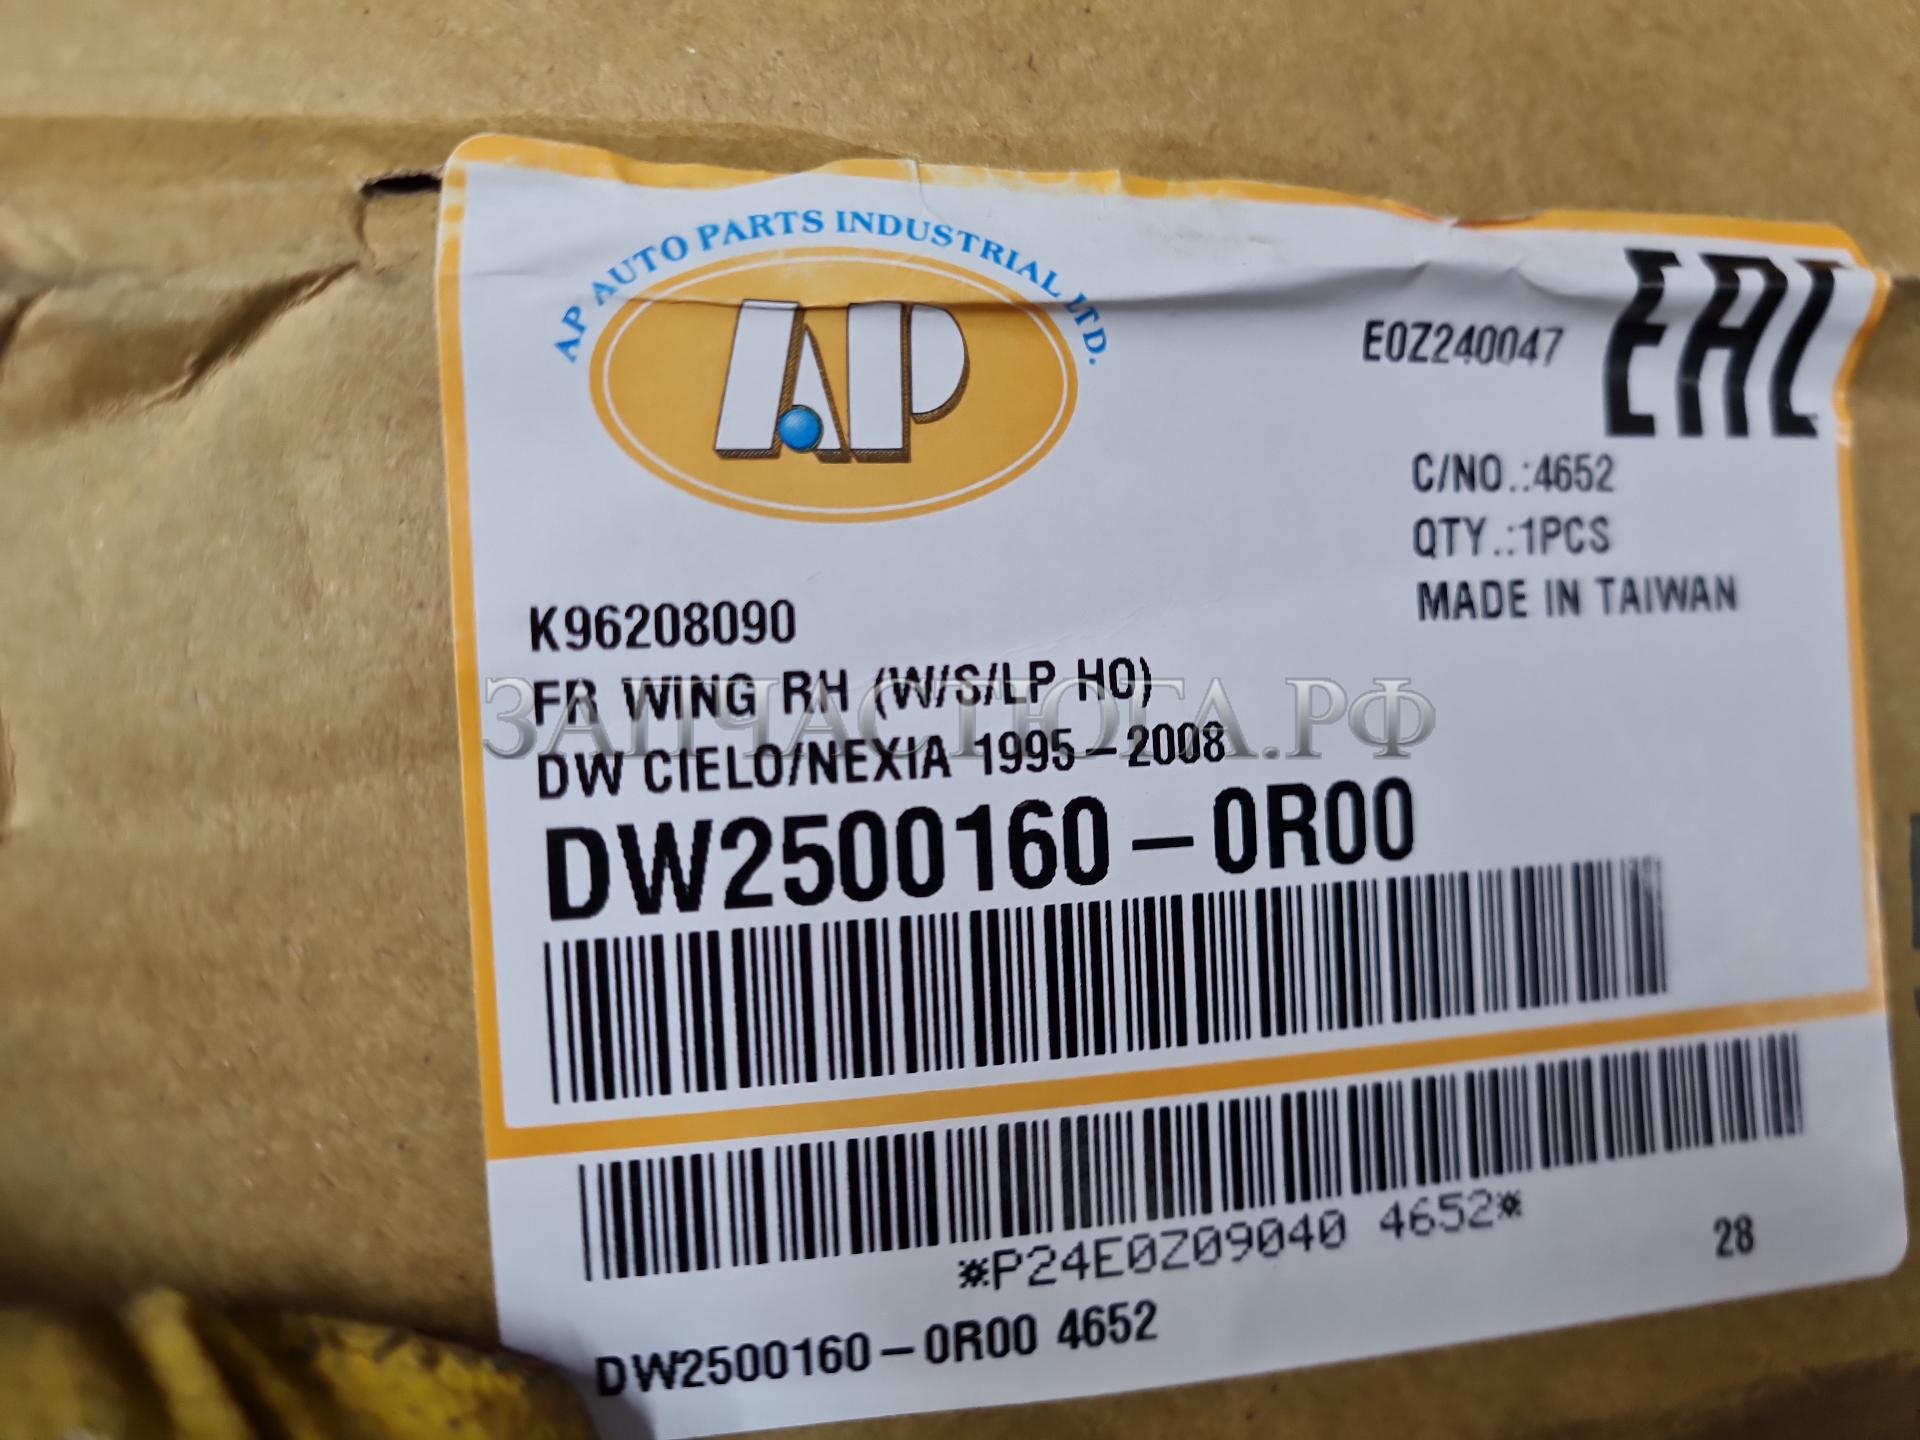 AP AUTO PARTS INDUSTRIAL LTD.
AP
E0Z240047
EAC
C/NO.:4652
QTY.:1PCS
MADE IN TAIWAN
K96208090
FR WING RH (W/S/LP HO)
ЗАПЧАСТЮГА.РФ
DW CIELO/NEXIA 1995-2008
DW2500160-0R00
*P24E0Z09040 4652*
28
DW2500160-0R00 4652